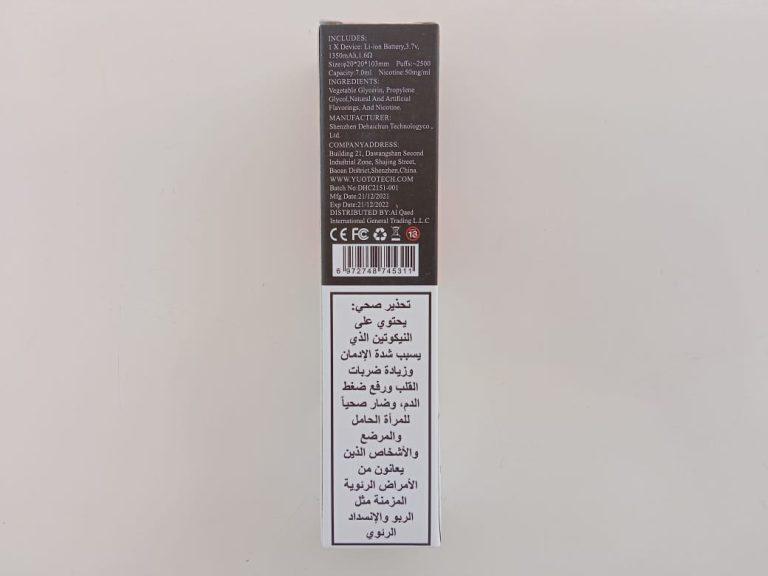 INCLUDES:
1 X Device: Li-ion Battery,3.7v,
1350mAh,1.6Ω
Size:φ20*20*103mm Puffs:~2500
Capacity:7.0ml Nicotine:50mg/ml
INGREDIENTS:
Vegetable Glycerin, Propylene
Glycol,Natural And Artificial
Flavorings, And Nicotine.
MANUFACTURER:
Shenzhen Dehaichun Technologyco.,
Ltd.
COMPANYADDRESS:
Building 21, Dawangshan Second
Industrial Zone, Shajing Street,
Baoan District,Shenzhen,China.
WWW.YUOTOTECH.COM
Batch No:DHC2151-001
Mfg Date:21/12/2021
Exp Date:21/12/2022
DISTRIBUTED BY:Al Qaed
International General Trading L.L.C
CE FC 18
6 972748 745311
تحذير صحي:
يحتوي على
النيكوتين الذي
يسبب شدة الإدمان
وزيادة ضربات
القلب ورفع ضغط
الدم، وضار صحياً
للمرأة الحامل
والمرضع
والأشخاص الذين
يعانون من
الأمراض الرئوية
المزمنة مثل
الربو والإنسداد
الرئوي